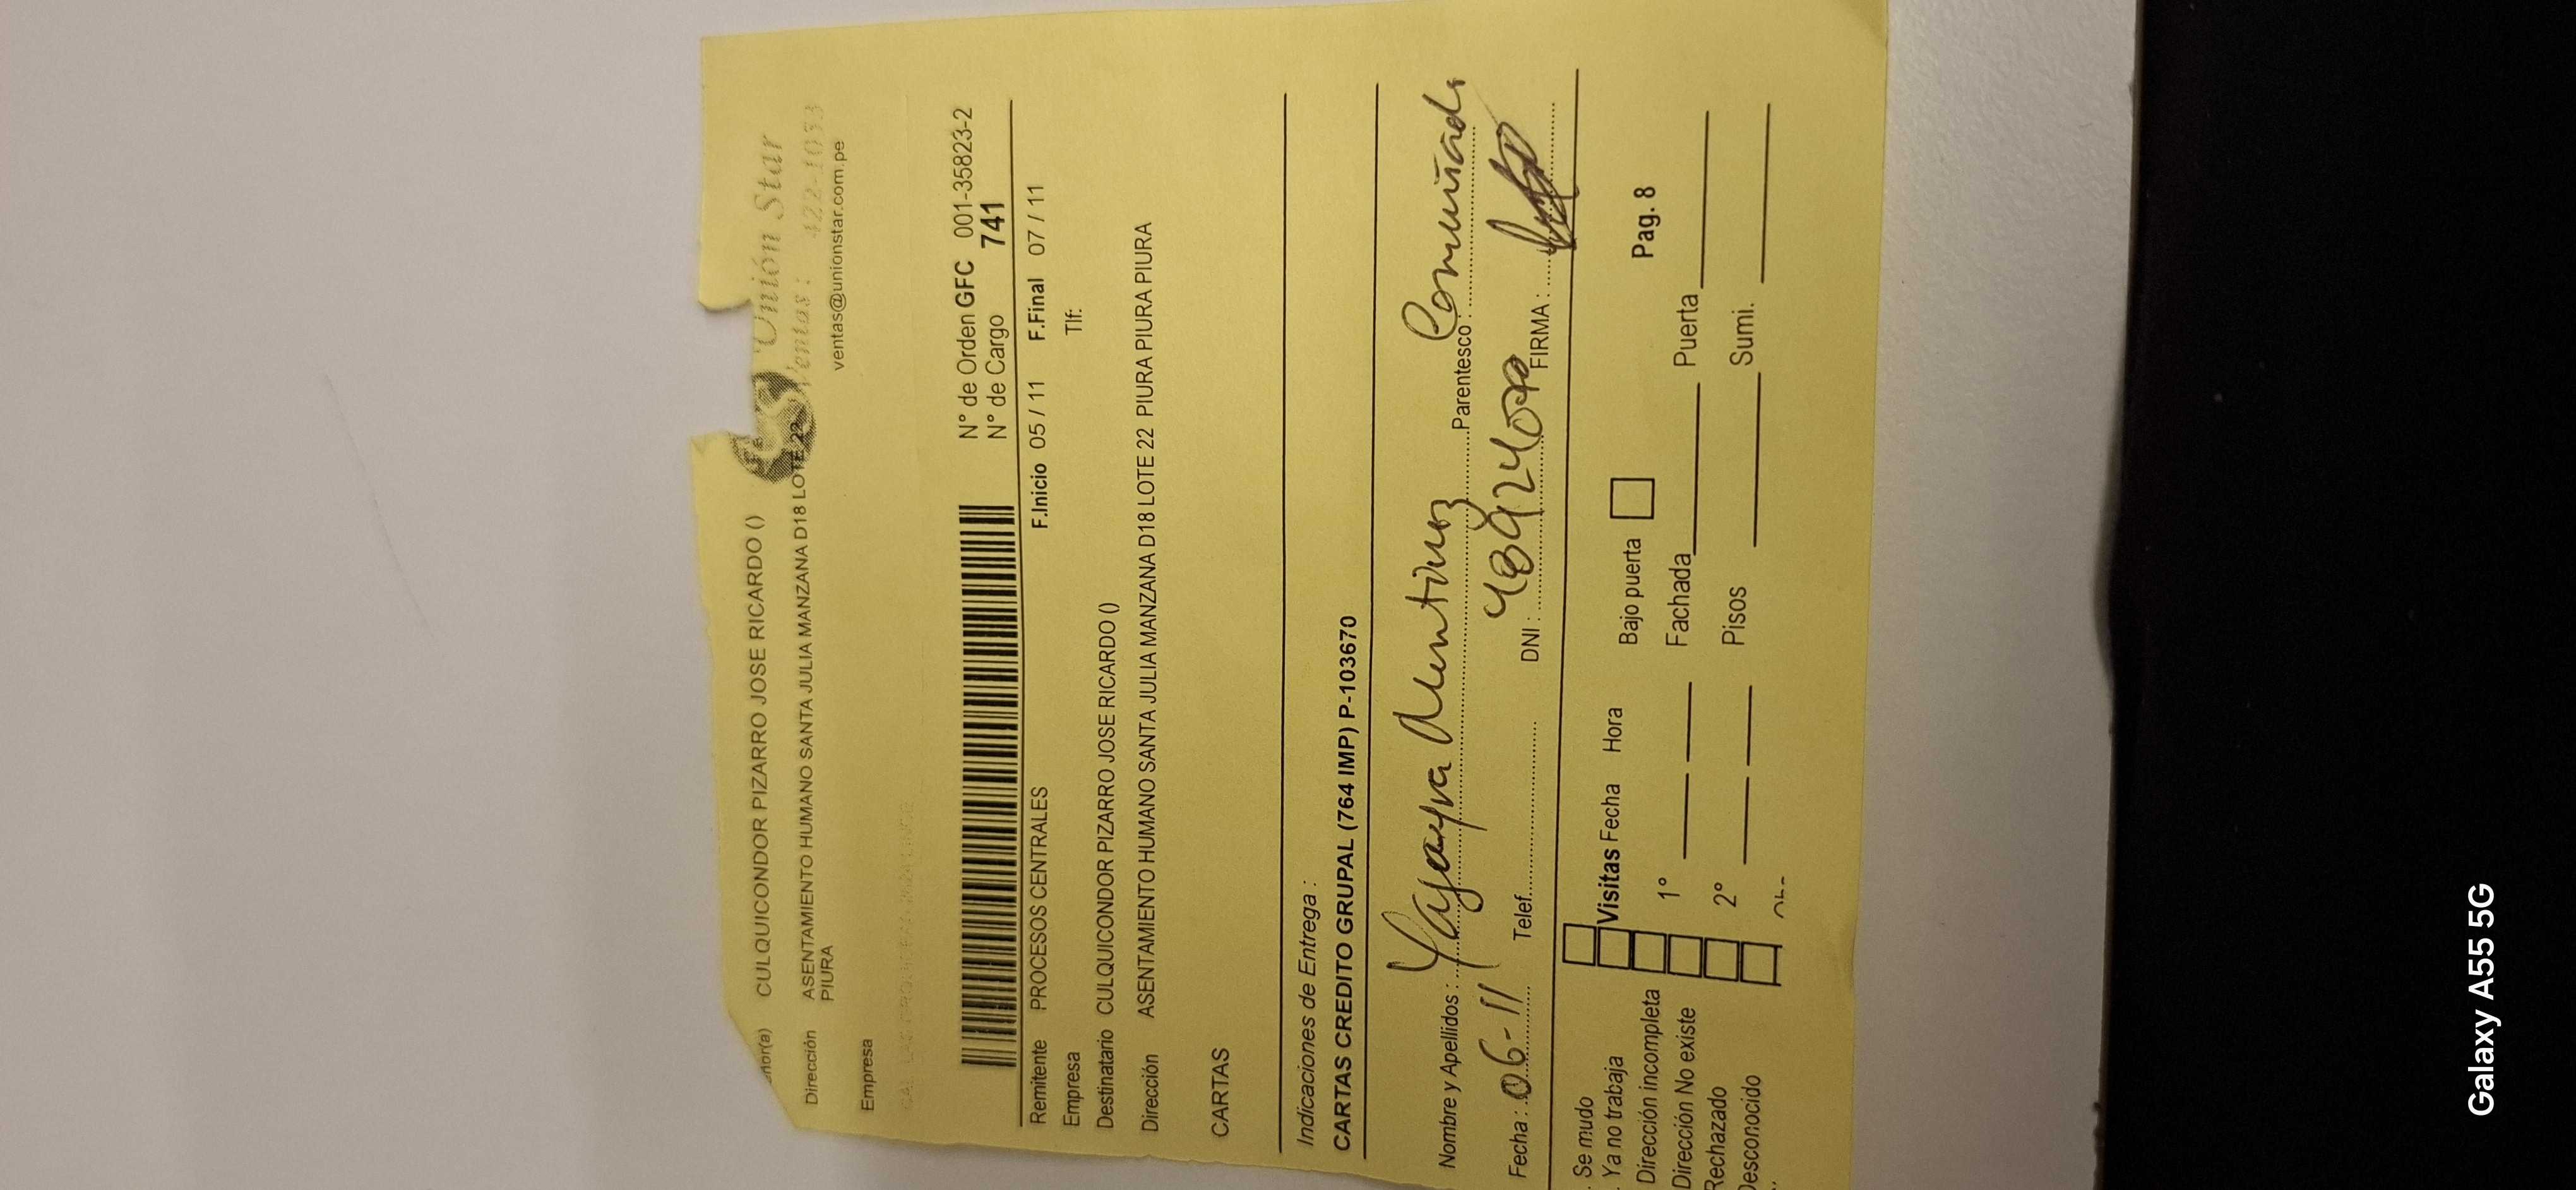 Unión Star
Ventas: 422-1033
ventas@unionstar.com.pe
CULQUICONDOR PIZARRO JOSE RICARDO ()
Dirección ASENTAMIENTO HUMANO SANTA JULIA MANZANA D18 LOTE 22
PIURA
Empresa
N° de Orden GFC 001-35823-2
N° de Cargo 741
Remitente PROCESOS CENTRALES F.Inicio 05 / 11 F.Final 07 / 11
Empresa Tlf:
Destinatario CULQUICONDOR PIZARRO JOSE RICARDO ()
Dirección ASENTAMIENTO HUMANO SANTA JULIA MANZANA D18 LOTE 22 PIURA PIURA PIURA
CARTAS
Indicaciones de Entrega :
CARTAS CREDITO GRUPAL (764 IMP) P-103670
Nombre y Apellidos : Yajayra Parentesco :
Fecha : 06-11 Telef. DNI : FIRMA :
Se mudo
Ya no trabaja Visitas Fecha Hora Bajo puerta Pag. 8
Dirección incompleta 1° Fachada Puerta
Dirección No existe
Rechazado 2° Pisos Sumi.
Desconocido
Galaxy A55 5G